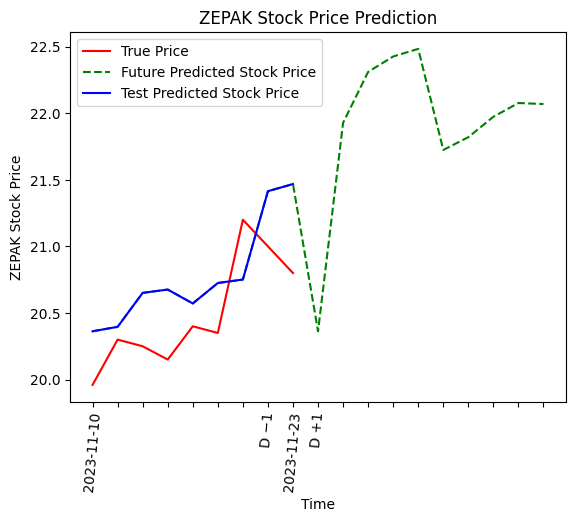 ZEPAK Stock Price Prediction
True Price
Future Predicted Stock Price
Test Predicted Stock Price
22.5
22.0
21.5
21.0
20.5
20.0
ZEPAK Stock Price
2023-11-10
D −1
2023-11-23
D +1
Time